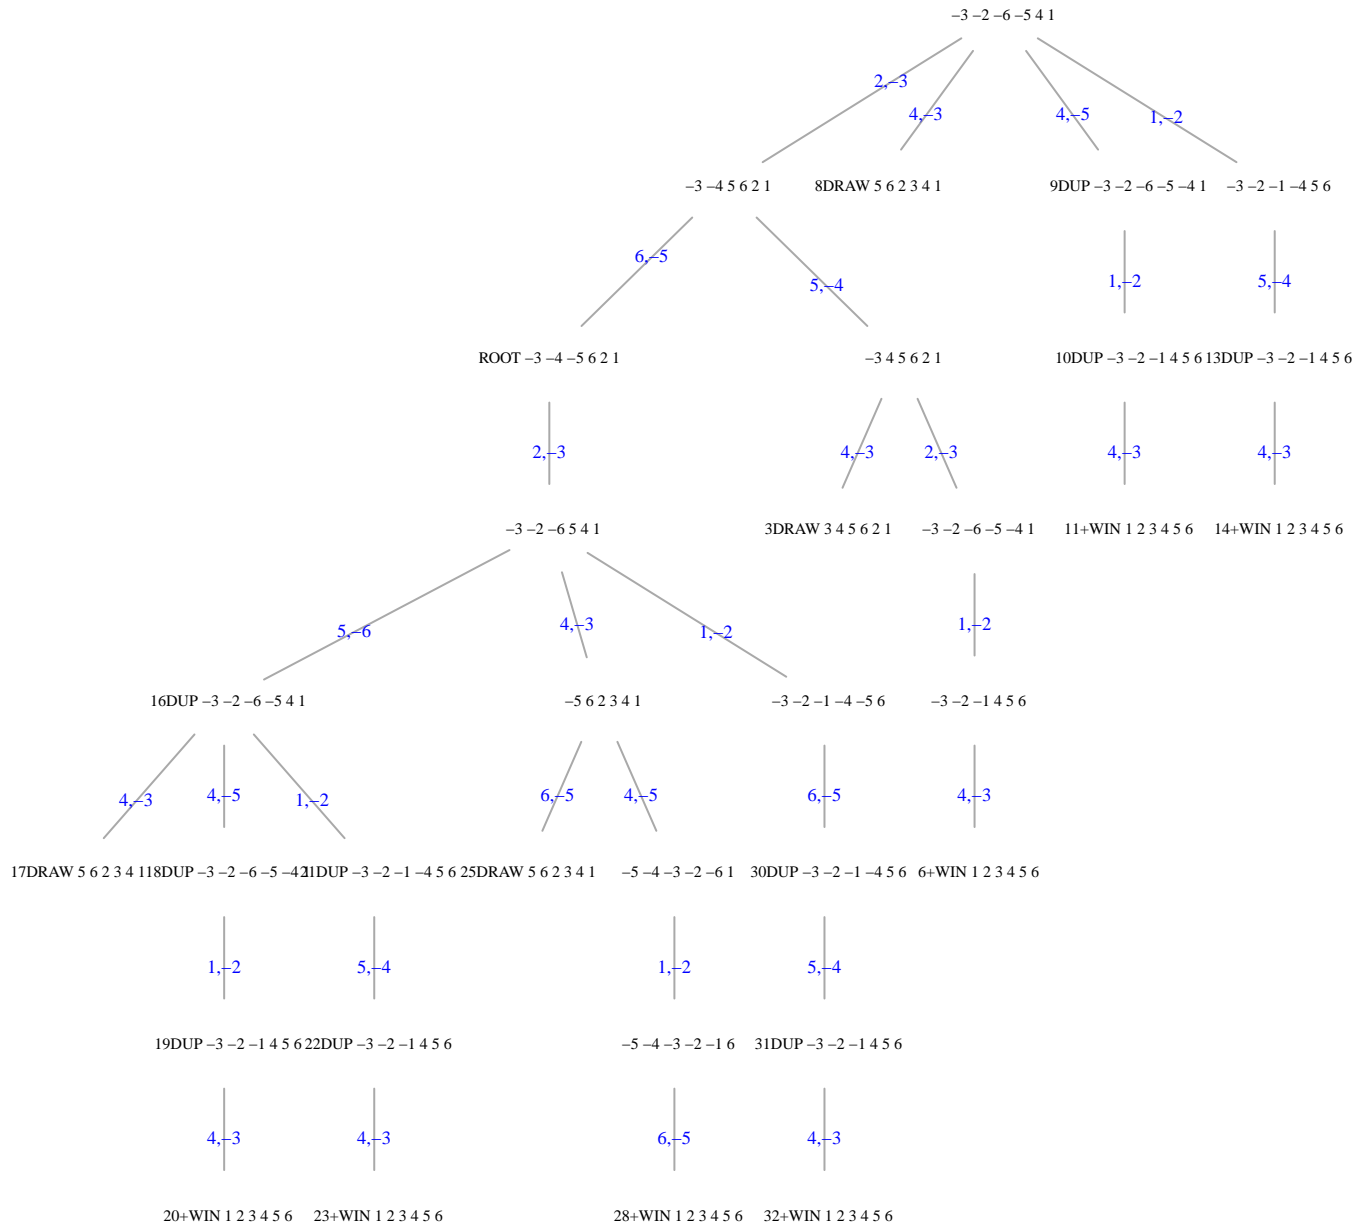 −3 −2 −6 −5 4 1
2,−3
4,−3
4,−5
1,−2
−3 −4 5 6 2 1
8DRAW 5 6 2 3 4 1
9DUP −3 −2 −6 −5 −4 1
−3 −2 −1 −4 5 6
6,−5
5,−4
1,−2
5,−4
ROOT −3 −4 −5 6 2 1
−3 4 5 6 2 1
10DUP −3 −2 −1 4 5 6
13DUP −3 −2 −1 4 5 6
2,−3
4,−3
2,−3
4,−3
4,−3
−3 −2 −6 5 4 1
3DRAW 3 4 5 6 2 1
−3 −2 −6 −5 −4 1
11+WIN 1 2 3 4 5 6
14+WIN 1 2 3 4 5 6
5,−6
4,−3
1,−2
1,−2
16DUP −3 −2 −6 −5 4 1
−5 6 2 3 4 1
−3 −2 −1 −4 −5 6
−3 −2 −1 4 5 6
4,−3
4,−5
1,−2
6,−5
4,−5
6,−5
4,−3
17DRAW 5 6 2 3 4 1
18DUP −3 −2 −6 −5 −4 1
21DUP −3 −2 −1 −4 5 6
25DRAW 5 6 2 3 4 1
−5 −4 −3 −2 −6 1
30DUP −3 −2 −1 −4 5 6
6+WIN 1 2 3 4 5 6
1,−2
5,−4
1,−2
5,−4
19DUP −3 −2 −1 4 5 6
22DUP −3 −2 −1 4 5 6
−5 −4 −3 −2 −1 6
31DUP −3 −2 −1 4 5 6
4,−3
4,−3
6,−5
4,−3
20+WIN 1 2 3 4 5 6
23+WIN 1 2 3 4 5 6
28+WIN 1 2 3 4 5 6
32+WIN 1 2 3 4 5 6